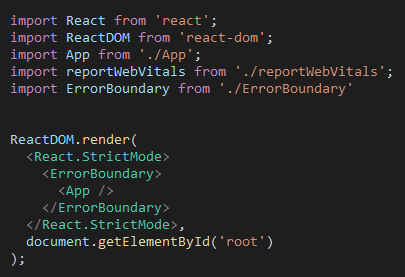 import React from 'react';
import ReactDOM from 'react-dom';
import App from './App';
import reportWebVitals from './reportWebVitals';
import ErrorBoundary from './ErrorBoundary'
ReactDOM.render(
  <React.StrictMode>
    <ErrorBoundary>
      <App />
    </ErrorBoundary>
  </React.StrictMode>,
  document.getElementById('root')
);